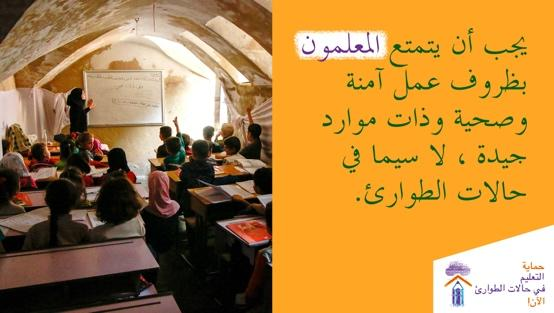 يجب أن يتمتع المعلمون
بظروف عمل آمنة
وصحية وذات موارد
جيدة ، لا سيما في
حالات الطوارئ.
حماية
التعليم
في حالات الطوارئ
الآن!